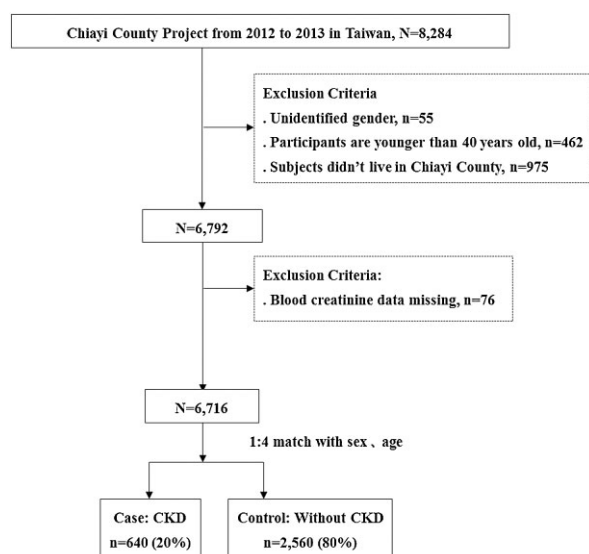 Chiayi County Project from 2012 to 2013 in Taiwan, N=8,284
Exclusion Criteria
. Unidentified gender, n=55
. Participants are younger than 40 years old, n=462
. Subjects didn’t live in Chiayi County, n=975
N=6,792
Exclusion Criteria:
. Blood creatinine data missing, n=76
N=6,716
1:4 match with sex、age
Case: CKD
n=640 (20%)
Control: Without CKD
n=2,560 (80%)